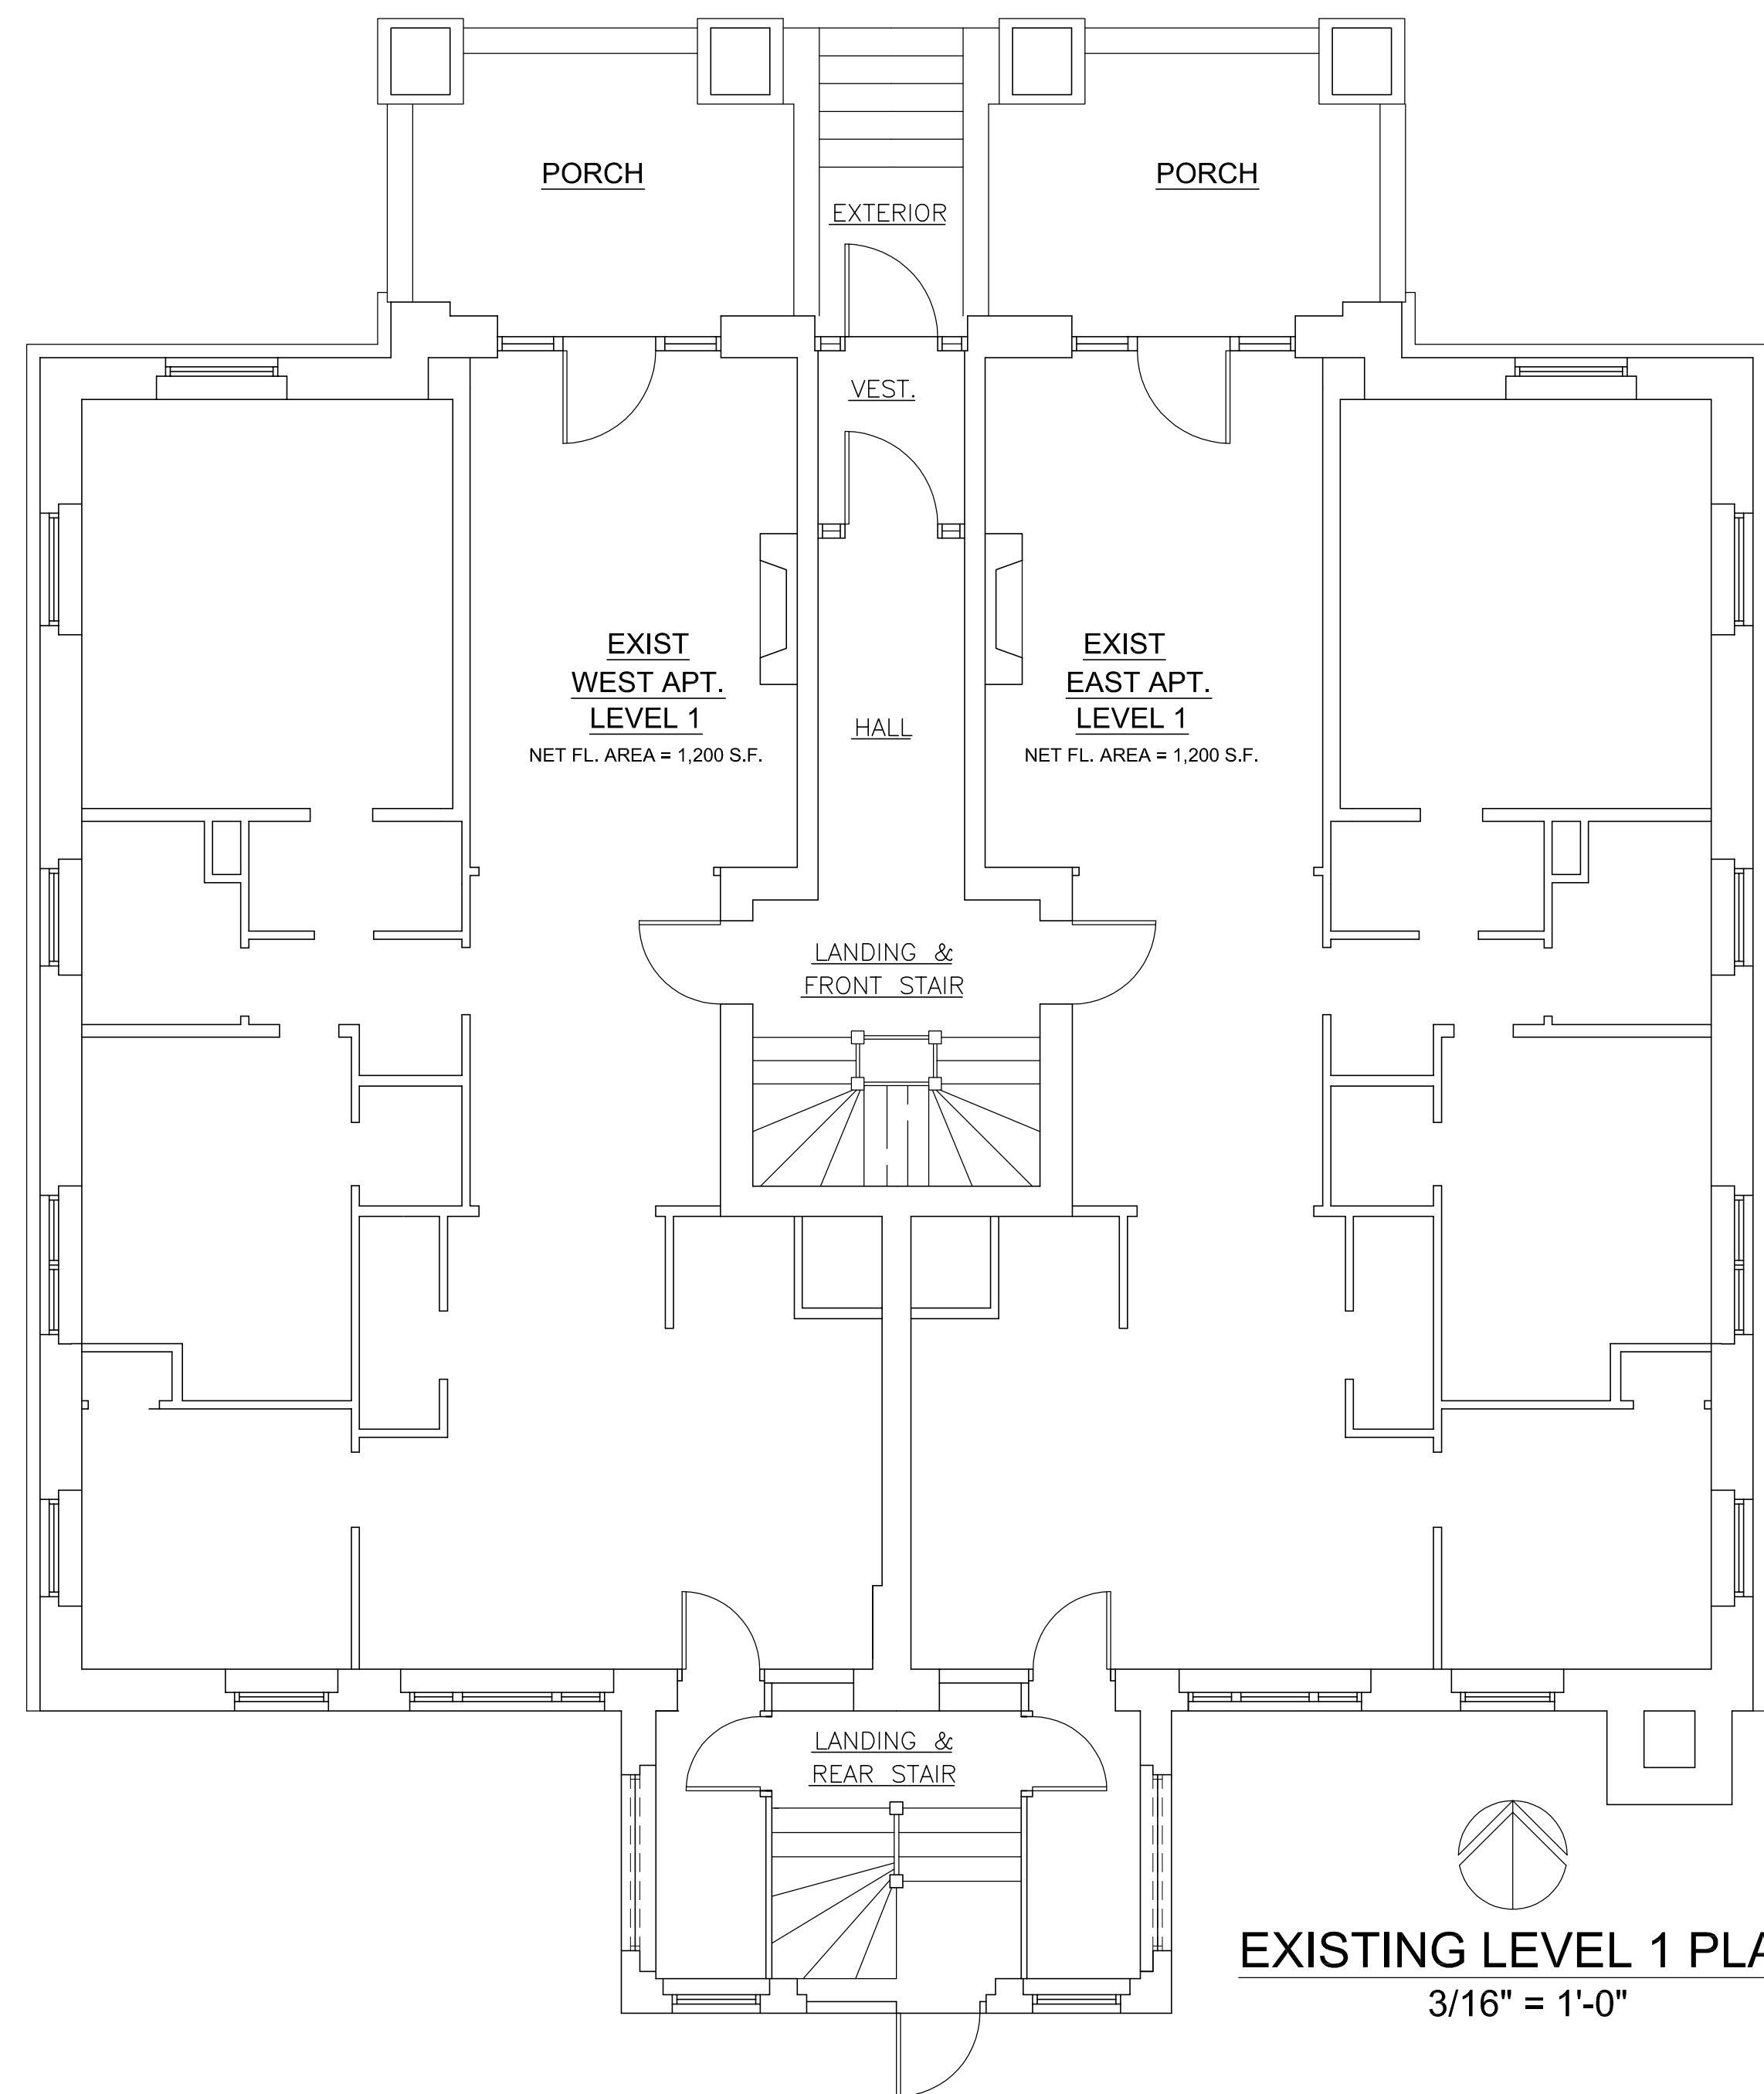 PORCH
PORCH
EXTERIOR
VEST.
EXIST
WEST APT.
LEVEL 1
NET FL. AREA = 1,200 S.F.
EXIST
EAST APT.
LEVEL 1
NET FL. AREA = 1,200 S.F.
HALL
LANDING &
FRONT STAIR
LANDING &
REAR STAIR
EXISTING LEVEL 1 PLA
3/16" = 1'-0"